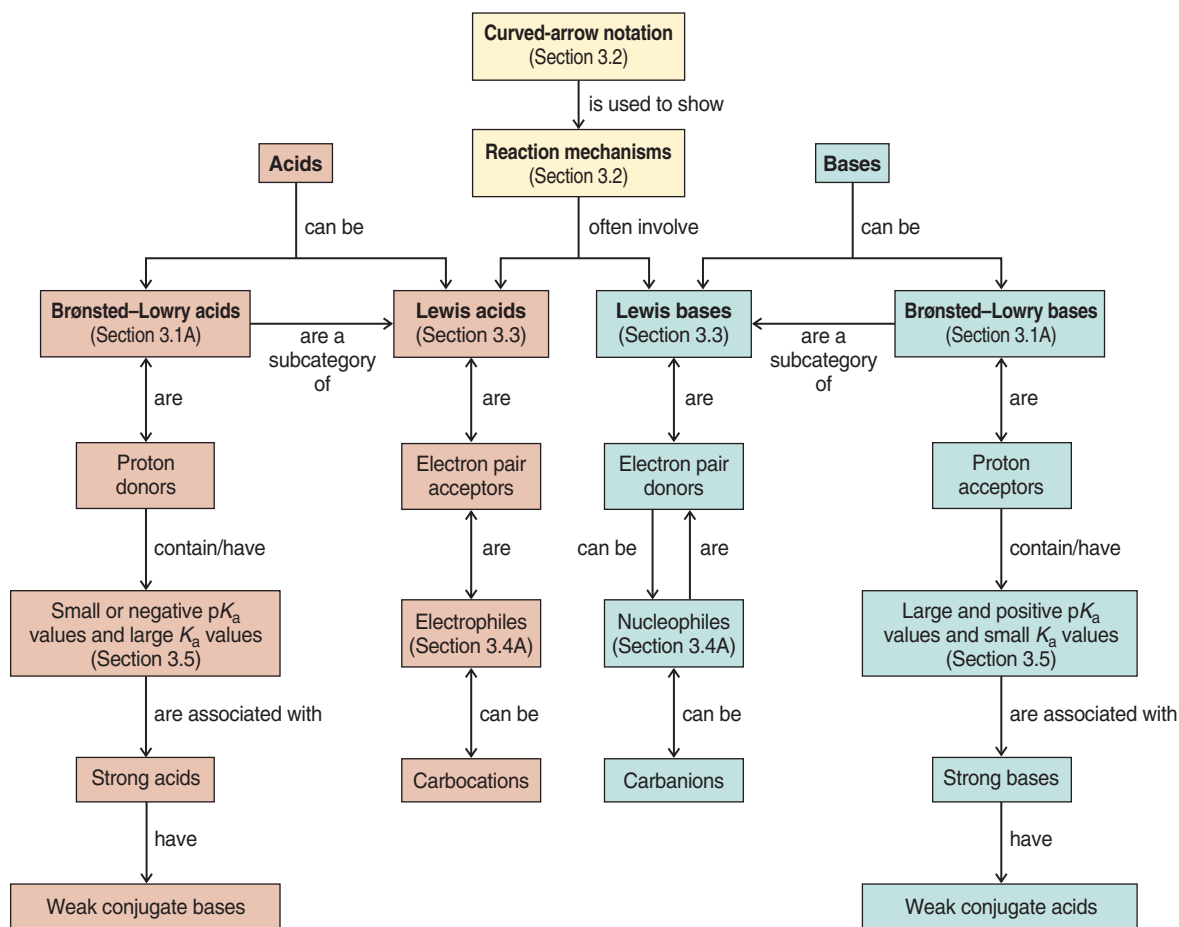 Curved-arrow notation
(Section 3.2)
is used to show
Acids
Reaction mechanisms
(Section 3.2)
Bases
can be
often involve
can be
Brønsted–Lowry acids
(Section 3.1A)
are a
subcategory
of
Lewis acids
(Section 3.3)
Lewis bases
(Section 3.3)
are a
subcategory
of
Brønsted–Lowry bases
(Section 3.1A)
are
are
are
are
Proton
donors
Electron pair
acceptors
Electron pair
donors
Proton
acceptors
contain/have
are
can be
are
contain/have
Small or negative pKa
values and large Ka values
(Section 3.5)
Electrophiles
(Section 3.4A)
Nucleophiles
(Section 3.4A)
Large and positive pKa
values and small Ka values
(Section 3.5)
are associated with
can be
can be
are associated with
Strong acids
Carbocations
Carbanions
Strong bases
have
have
Weak conjugate bases
Weak conjugate acids